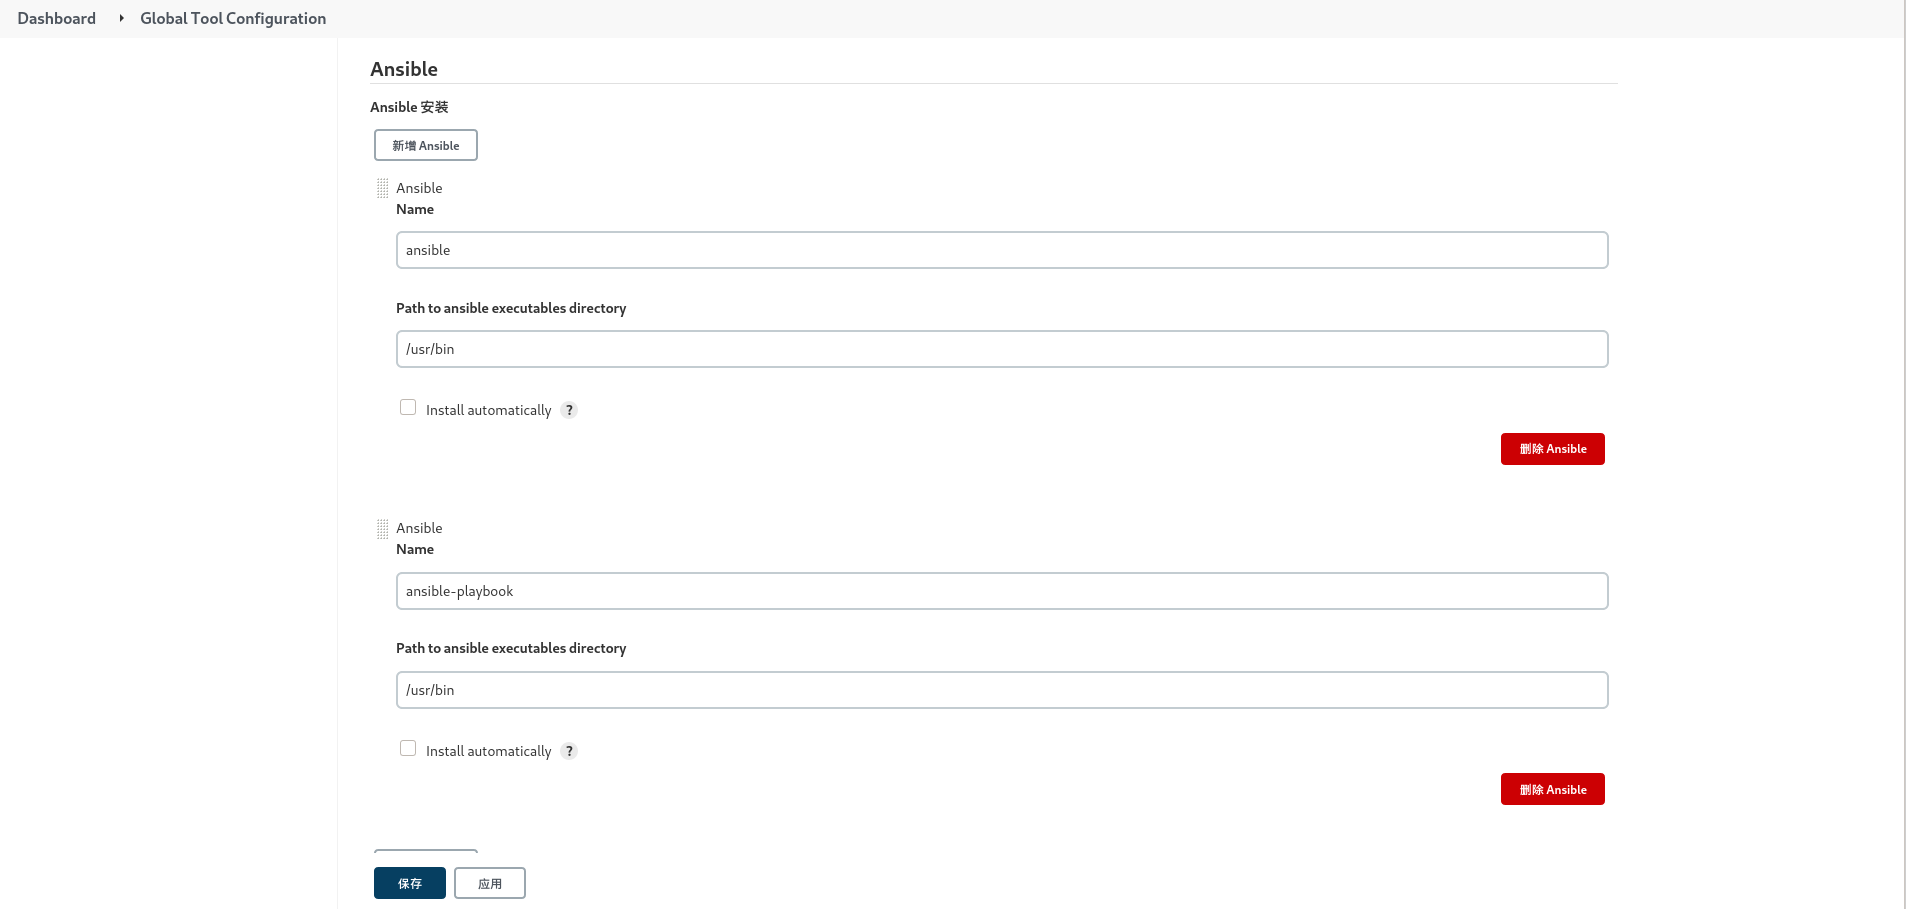 Dashboard Global Tool Configuration
Ansible
Ansible 安装
新增 Ansible
Ansible
Name
ansible
Path to ansible executables directory
/usr/bin
Install automatically ?
删除 Ansible
Ansible
Name
ansible-playbook
Path to ansible executables directory
/usr/bin
Install automatically ?
删除 Ansible
保存 应用